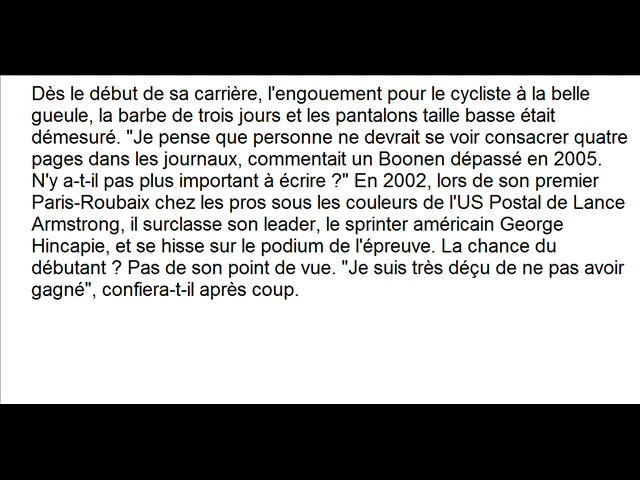 Dès le début de sa carrière, l'engouement pour le cycliste à la belle
gueule, la barbe de trois jours et les pantalons taille basse était
démesuré. "Je pense que personne ne devrait se voir consacrer quatre
pages dans les journaux, commentait un Boonen dépassé en 2005.
N'y a-t-il pas plus important à écrire ?" En 2002, lors de son premier
Paris-Roubaix chez les pros sous les couleurs de l'US Postal de Lance
Armstrong, il surclasse son leader, le sprinter américain George
Hincapie, et se hisse sur le podium de l'épreuve. La chance du
débutant ? Pas de son point de vue. "Je suis très déçu de ne pas avoir
gagné", confiera-t-il après coup.